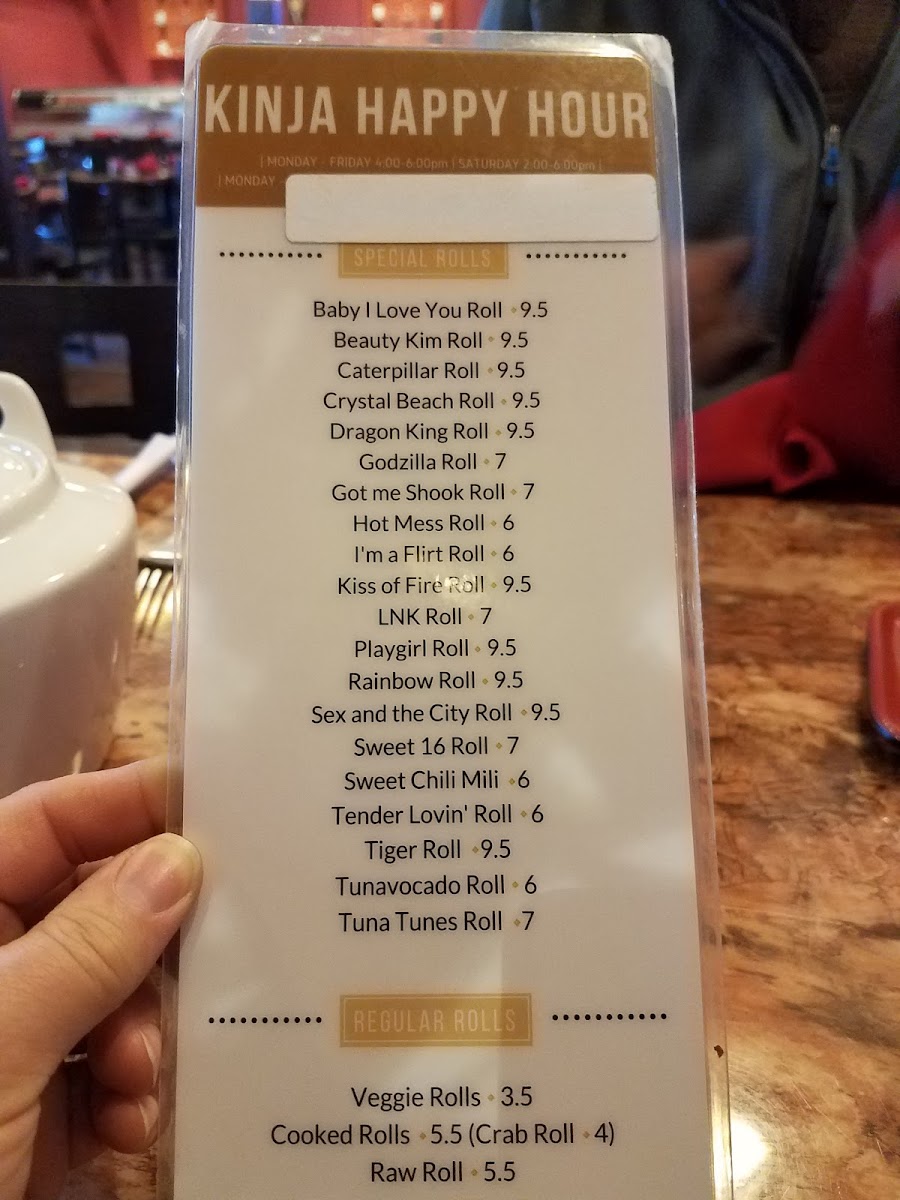 KINJA HAPPY HOUR
| MONDAY - FRIDAY 4:00-6:00pm | SATURDAY 2:00-6:00pm |
| MONDAY -
SPECIAL ROLLS
Baby I Love You Roll • 9.5
Beauty Kim Roll • 9.5
Caterpillar Roll • 9.5
Crystal Beach Roll • 9.5
Dragon King Roll • 9.5
Godzilla Roll • 7
Got me Shook Roll • 7
Hot Mess Roll • 6
I'm a Flirt Roll • 6
Kiss of Fire Roll • 9.5
LNK Roll • 7
Playgirl Roll • 9.5
Rainbow Roll • 9.5
Sex and the City Roll • 9.5
Sweet 16 Roll • 7
Sweet Chili Mili • 6
Tender Lovin' Roll • 6
Tiger Roll • 9.5
Tunavocado Roll • 6
Tuna Tunes Roll • 7
REGULAR ROLLS
Veggie Rolls • 3.5
Cooked Rolls • 5.5 (Crab Roll • 4)
Raw Roll • 5.5